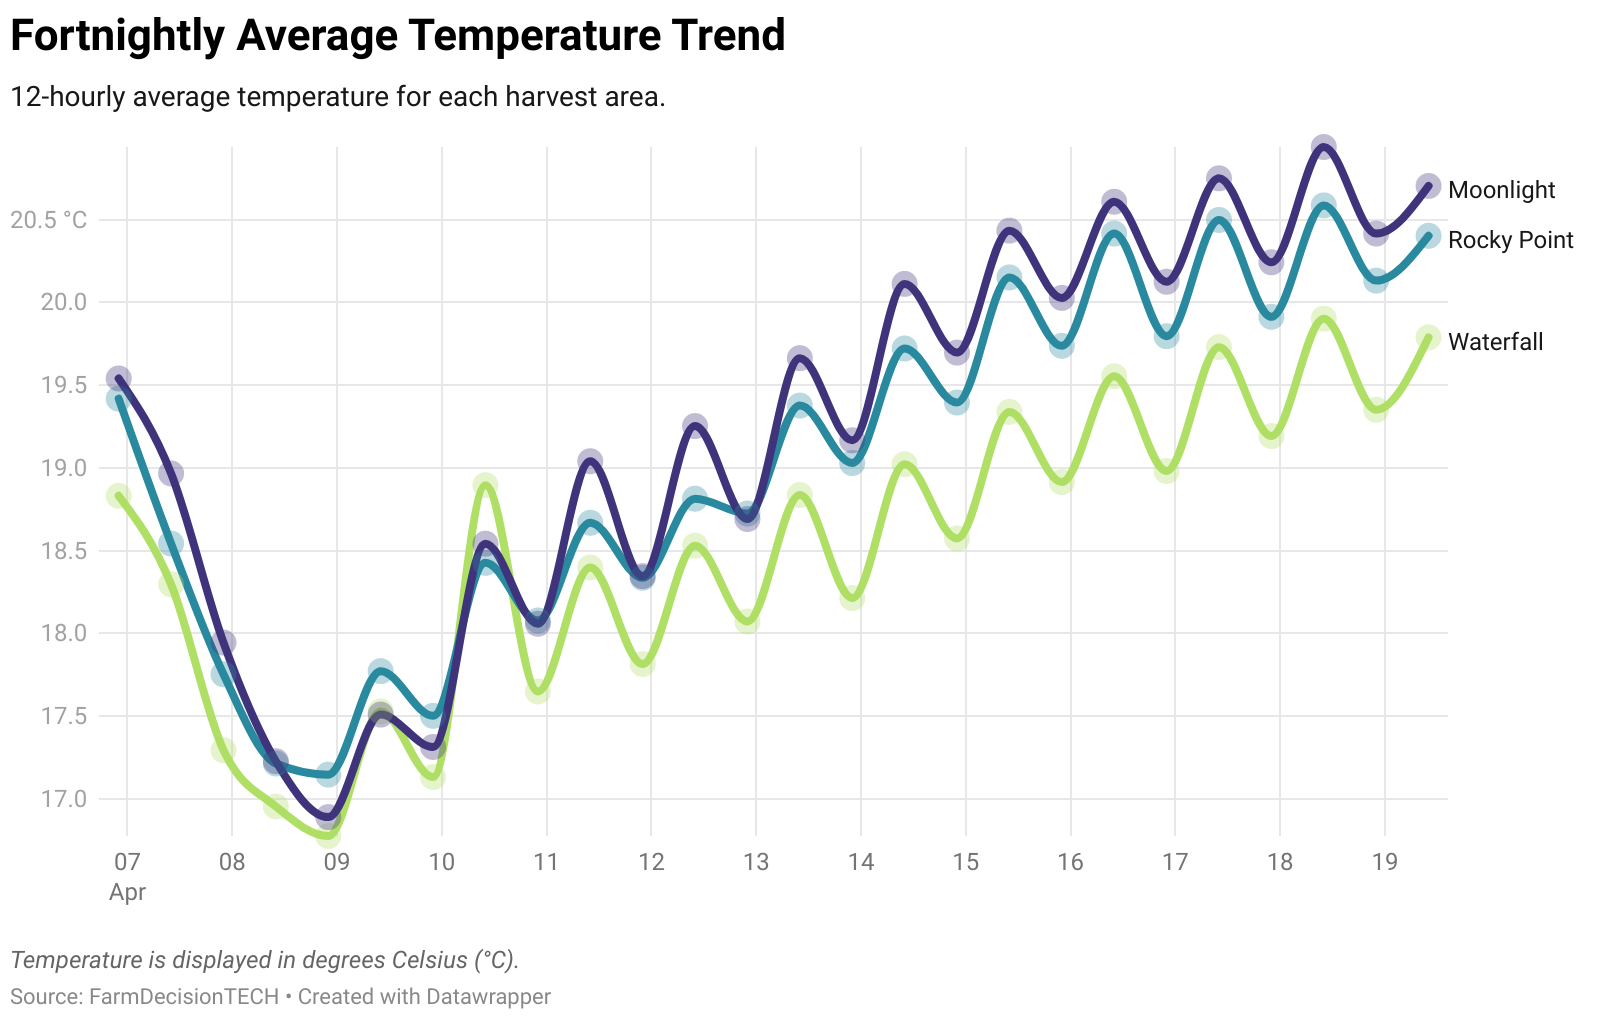 Fortnightly Average Temperature Trend
12-hourly average temperature for each harvest area.
Moonlight
20.5 °C
Rocky Point
20.0
Waterfall
19.5
19.0
18.5
18.0
17.5
17.0
07 08 09 10 11 12 13 14 15 16 17 18 19
Apr
Temperature is displayed in degrees Celsius (°C).
Source: FarmDecisionTECH • Created with Datawrapper